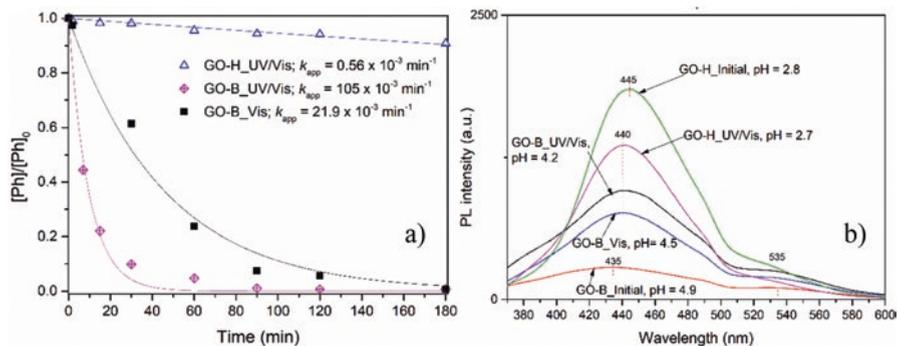 1.0
0.8
0.6
0.4
0.2
0.0
[Ph]/[Ph]0
GO-H_UV/Vis; kapp = 0.56 x 10-3 min-1
GO-B_UV/Vis; kapp = 105 x 10-3 min-1
GO-B_Vis; kapp = 21.9 x 10-3 min-1
a)
0 20 40 60 80 100 120 140 160 180
Time (min)
2500
0
PL intensity (a.u.)
445
GO-H_Initial, pH = 2.8
440
GO-H_UV/Vis, pH = 2.7
GO-B_UV/Vis,
pH = 4.2
GO-B_Vis, pH= 4.5
b)
535
435
GO-B_Initial, pH = 4.9
380 400 420 440 460 480 500 520 540 560 580 600
Wavelength (nm)